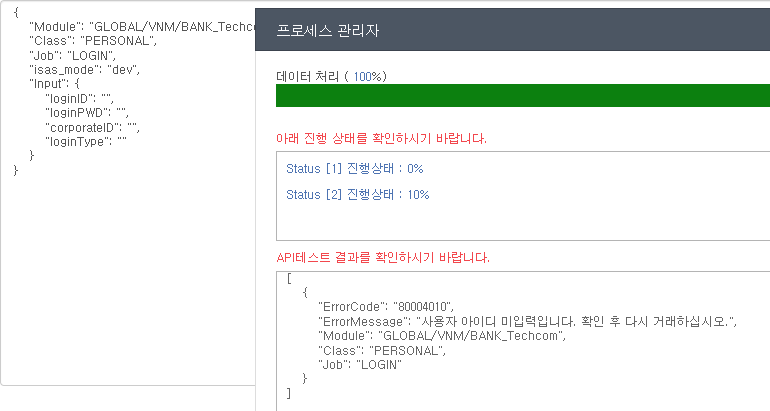 {
"Module": "GLOBAL/VNM/BANK_Techco
"Class": "PERSONAL",
"Job": "LOGIN",
"isas_mode": "dev",
"Input": {
"loginID": "",
"loginPWD": "",
"corporateID": "",
"loginType": ""
}
}
프로세스 관리자
데이터 처리 ( 100%)
아래 진행 상태를 확인하시기 바랍니다.
Status [1] 진행상태 : 0%
Status [2] 진행상태 : 10%
API테스트 결과를 확인하시기 바랍니다.
[
{
"ErrorCode": "80004010",
"ErrorMessage": "사용자 아이디 미입력입니다. 확인 후 다시 거래하십시오.",
"Module": "GLOBAL/VNM/BANK_Techcom",
"Class": "PERSONAL",
"Job": "LOGIN"
}
]